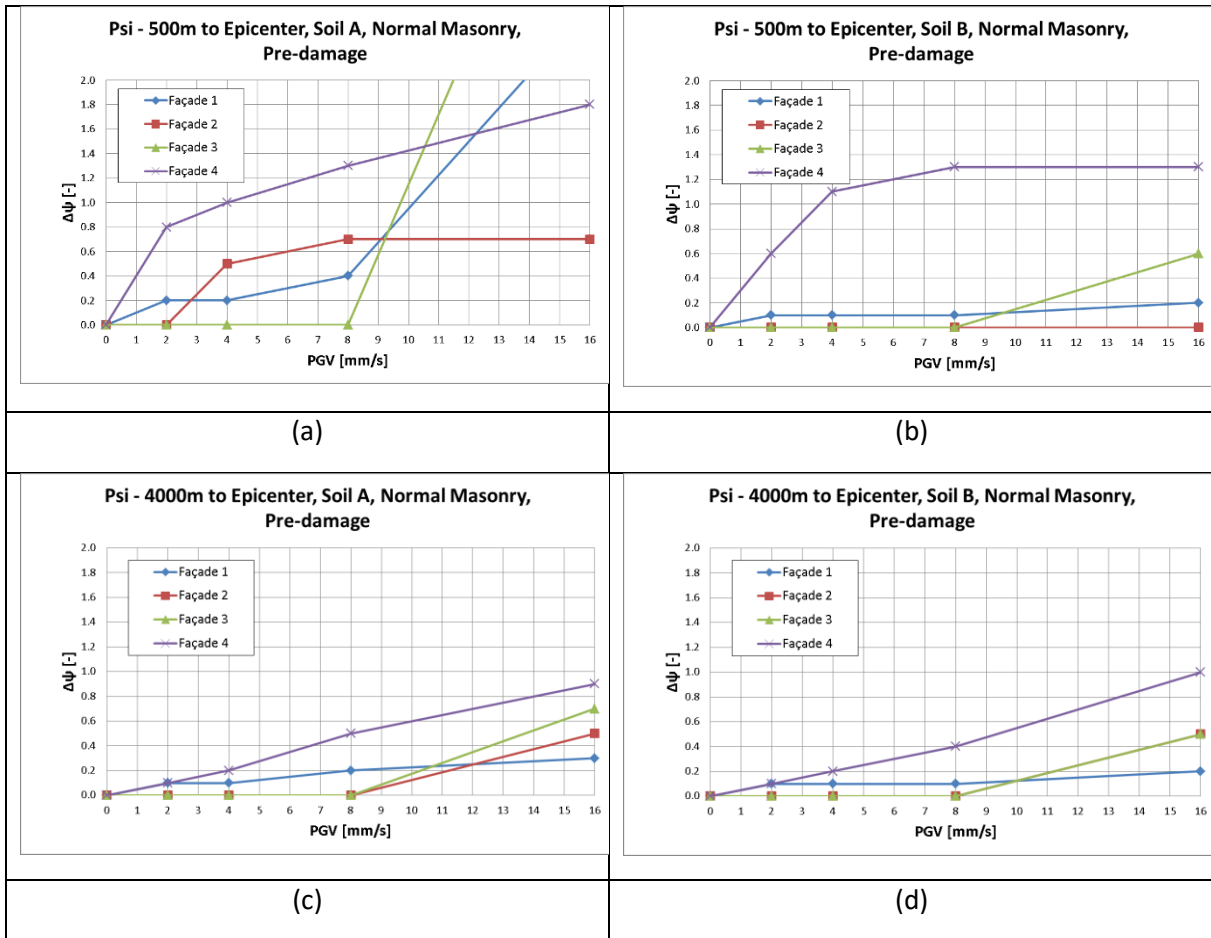 Psi - 500m to Epicenter, Soil A, Normal Masonry,
Pre-damage
2.0
1.8
1.6
1.4
1.2
1.0
0.8
0.6
0.4
0.2
0.0
Δψ [-]
Façade 1
Façade 2
Façade 3
Façade 4
0 1 2 3 4 5 6 7 8 9 10 11 12 13 14 15 16
PGV [mm/s]
(a)
Psi - 500m to Epicenter, Soil B, Normal Masonry,
Pre-damage
2.0
1.8
1.6
1.4
1.2
1.0
0.8
0.6
0.4
0.2
0.0
Δψ [-]
Façade 1
Façade 2
Façade 3
Façade 4
0 1 2 3 4 5 6 7 8 9 10 11 12 13 14 15 16
PGV [mm/s]
(b)
Psi - 4000m to Epicenter, Soil A, Normal Masonry,
Pre-damage
2.0
1.8
1.6
1.4
1.2
1.0
0.8
0.6
0.4
0.2
0.0
Δψ [-]
Façade 1
Façade 2
Façade 3
Façade 4
0 1 2 3 4 5 6 7 8 9 10 11 12 13 14 15 16
PGV [mm/s]
(c)
Psi - 4000m to Epicenter, Soil B, Normal Masonry,
Pre-damage
2.0
1.8
1.6
1.4
1.2
1.0
0.8
0.6
0.4
0.2
0.0
Δψ [-]
Façade 1
Façade 2
Façade 3
Façade 4
0 1 2 3 4 5 6 7 8 9 10 11 12 13 14 15 16
PGV [mm/s]
(d)